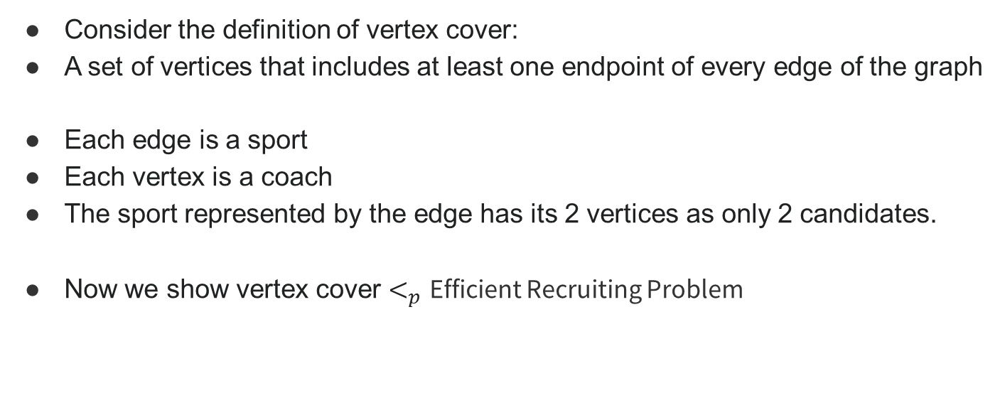 ● Consider the definition of vertex cover:
● A set of vertices that includes at least one endpoint of every edge of the graph
● Each edge is a sport
● Each vertex is a coach
● The sport represented by the edge has its 2 vertices as only 2 candidates.
● Now we show vertex cover <ₚ Efficient Recruiting Problem